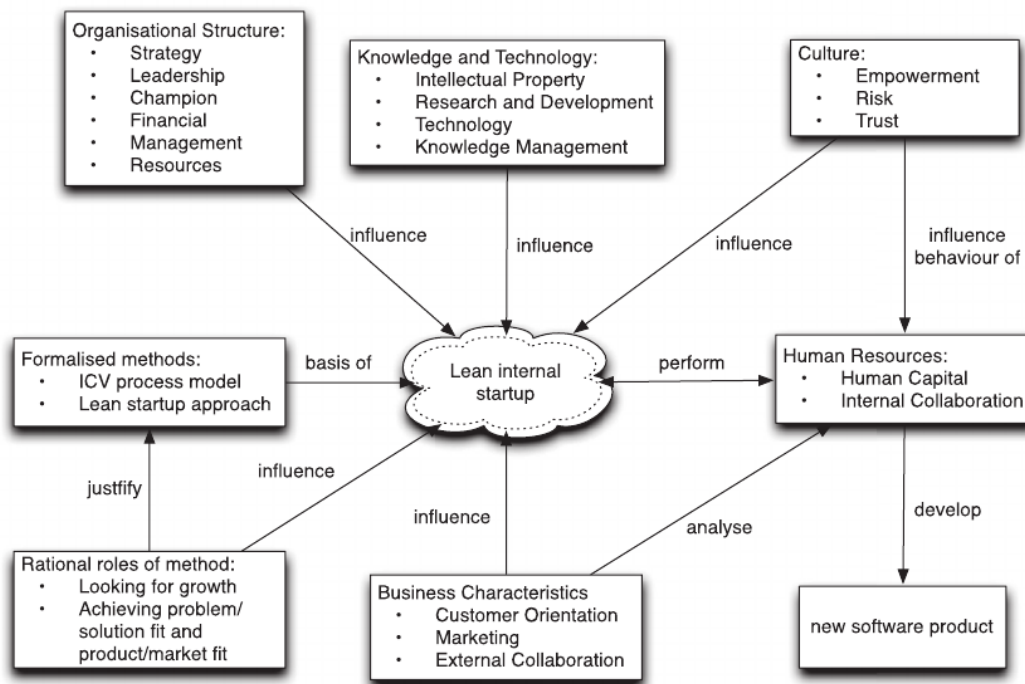 Organisational Structure:
• Strategy
• Leadership
• Champion
• Financial
• Management
• Resources
Knowledge and Technology:
• Intellectual Property
• Research and Development
• Technology
• Knowledge Management
Culture:
• Empowerment
• Risk
• Trust
influence
influence
influence
influence
behaviour of
Formalised methods:
• ICV process model
• Lean startup approach
basis of
Lean internal
startup
perform
Human Resources:
• Human Capital
• Internal Collaboration
justfify
influence
influence
analyse
develop
Rational roles of method:
• Looking for growth
• Achieving problem/
solution fit and
product/market fit
Business Characteristics
• Customer Orientation
• Marketing
• External Collaboration
new software product